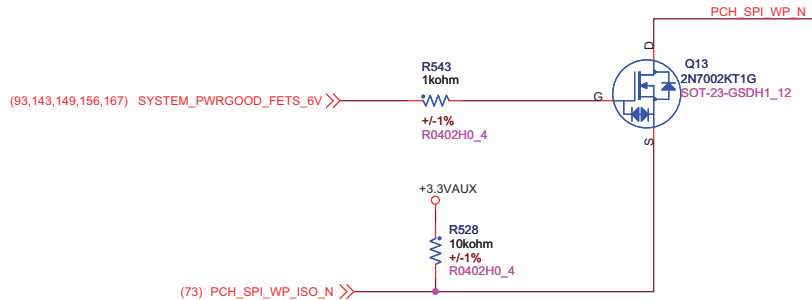 PCH_SPI_WP_N
D
R543
1kohm
Q13
2N7002KT1G
SOT-23-GSDH1_12
(93,143,149,156,167) SYSTEM_PWRGOOD_FETS_6V
G
+/-1%
R0402H0_4
S
+3.3VAUX
R528
10kohm
+/-1%
R0402H0_4
(73) PCH_SPI_WP_ISO_N